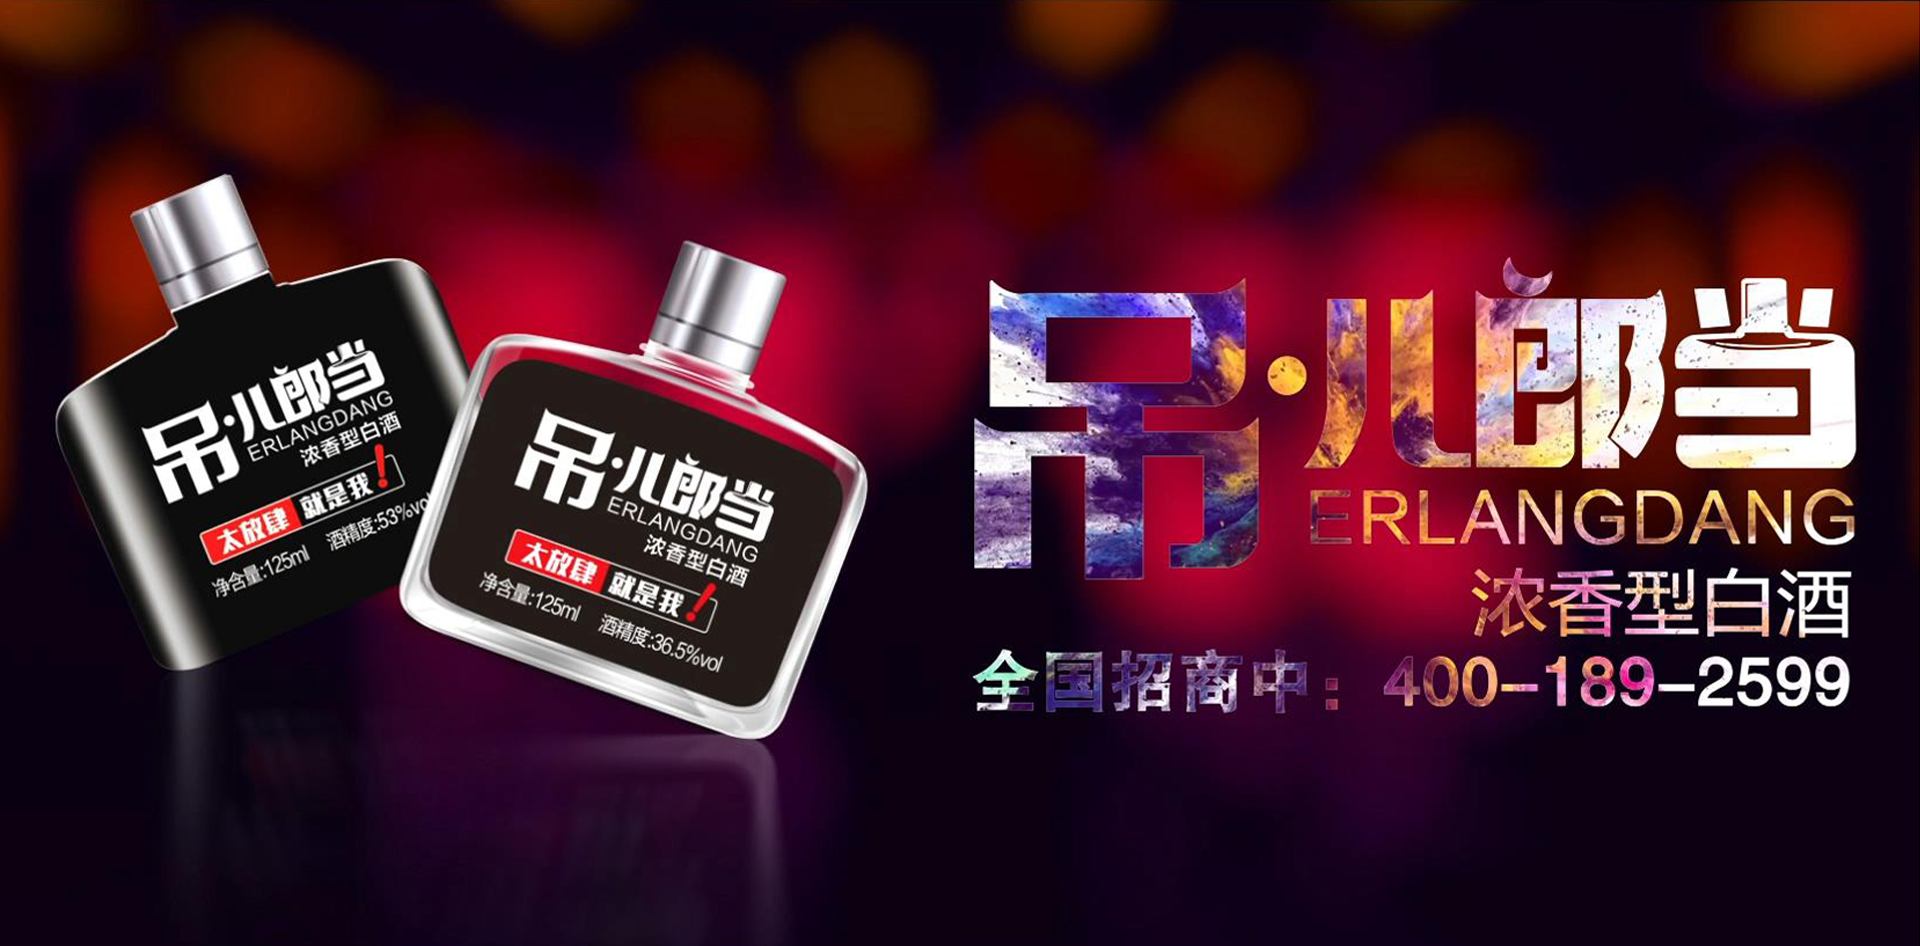 吊·儿郎当
ERLANGDANG
浓香型白酒
太放肆 就是我!
净含量:125ml 酒精度:53%vol
吊·儿郎当
ERLANGDANG
浓香型白酒
太放肆 就是我!
净含量:125ml 酒精度:36.5%vol
吊·儿郎当
ERLANGDANG
浓香型白酒
全国招商中：400-189-2599